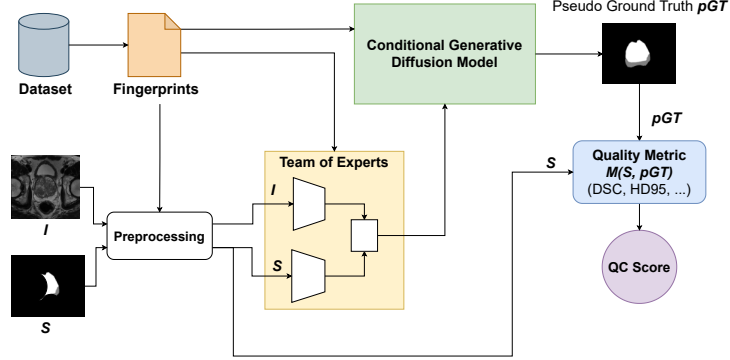 Pseudo Ground Truth pGT
Conditional Generative
Diffusion Model
Dataset
Fingerprints
pGT
Team of Experts
Quality Metric
M(S, pGT)
(DSC, HD95, ...)
S
I
I
Preprocessing
S
QC Score
S